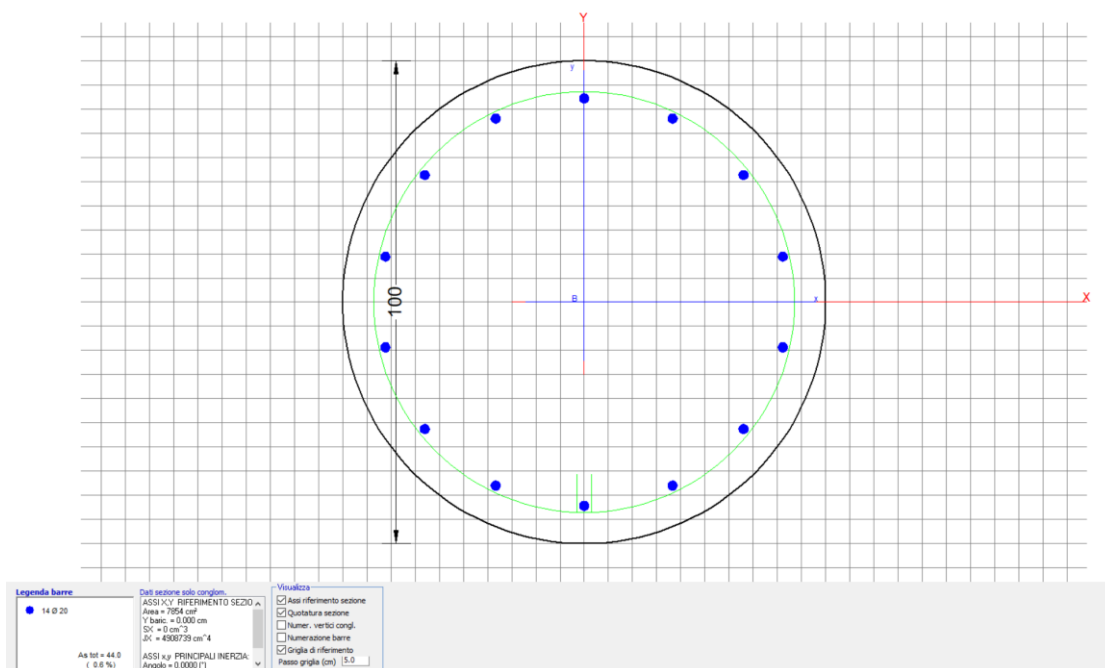 Y
y
100
B
x
X
Legenda barre
14 Ø 20
As tot = 44.0
( 0.6 %)
Dati sezione solo conglom.
ASSI X,Y RIFERIMENTO SEZIO
Area = 7854 cm²
Y baric. = 0.000 cm
SX = 0 cm^3
JX = 4908739 cm^4
ASSI x,y PRINCIPALI INERZIA:
Angolo = 0.0000 (°)
Visualizza
Assi riferimento sezione
Quotatura sezione
Numer. vertici congl.
Numerazione barre
Griglia di riferimento
Passo griglia (cm) 5.0